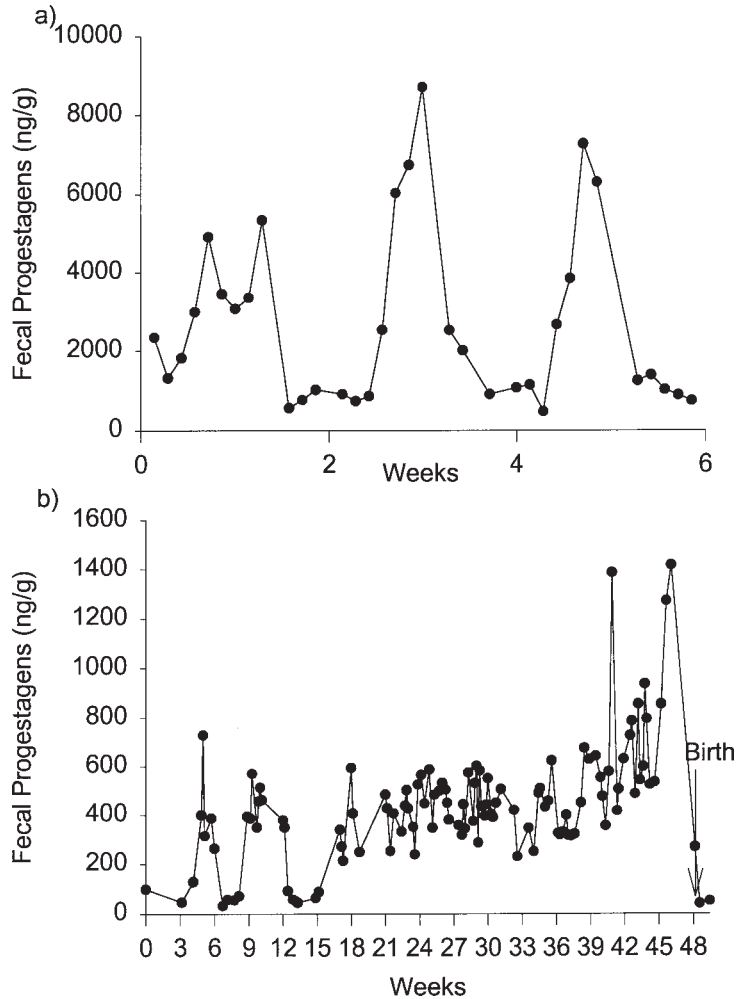 a)
10000
8000
6000
4000
2000
0
Fecal Progestagens (ng/g)
0 2 4 6
Weeks
b)
1600
1400
1200
1000
800
600
400
200
0
Fecal Progestagens (ng/g)
Birth
0 3 6 9 12 15 18 21 24 27 30 33 36 39 42 45 48
Weeks